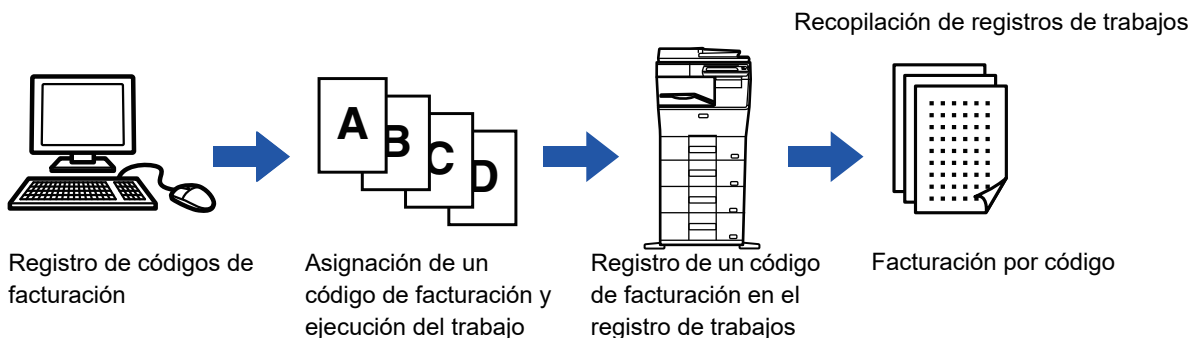 Recopilación de registros de trabajos
A
B
C
D
Registro de códigos de
facturación
Asignación de un
código de facturación y
ejecución del trabajo
Registro de un código
de facturación en el
registro de trabajos
Facturación por código